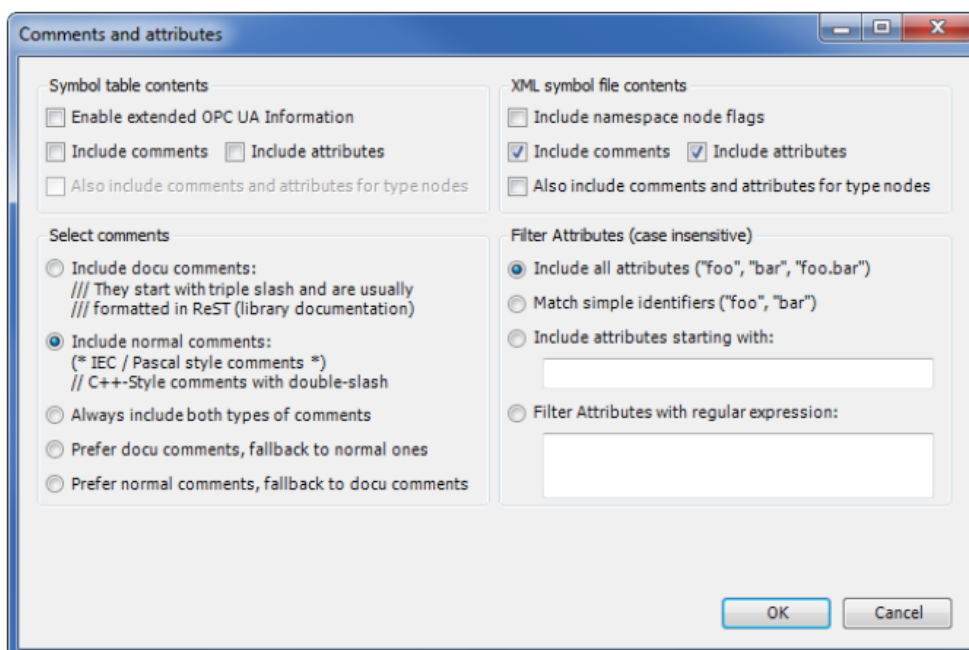 Comments and attributes
Symbol table contents
Enable extended OPC UA Information
Include comments Include attributes
Also include comments and attributes for type nodes
XML symbol file contents
Include namespace node flags
Include comments Include attributes
Also include comments and attributes for type nodes
Select comments
Include docu comments:
/// They start with triple slash and are usually
/// formatted in ReST (library documentation)
Include normal comments:
(* IEC / Pascal style comments *)
// C++-Style comments with double-slash
Always include both types of comments
Prefer docu comments, fallback to normal ones
Prefer normal comments, fallback to docu comments
Filter Attributes (case insensitive)
Include all attributes ("foo", "bar", "foo.bar")
Match simple identifiers ("foo", "bar")
Include attributes starting with:
Filter Attributes with regular expression:
OK Cancel